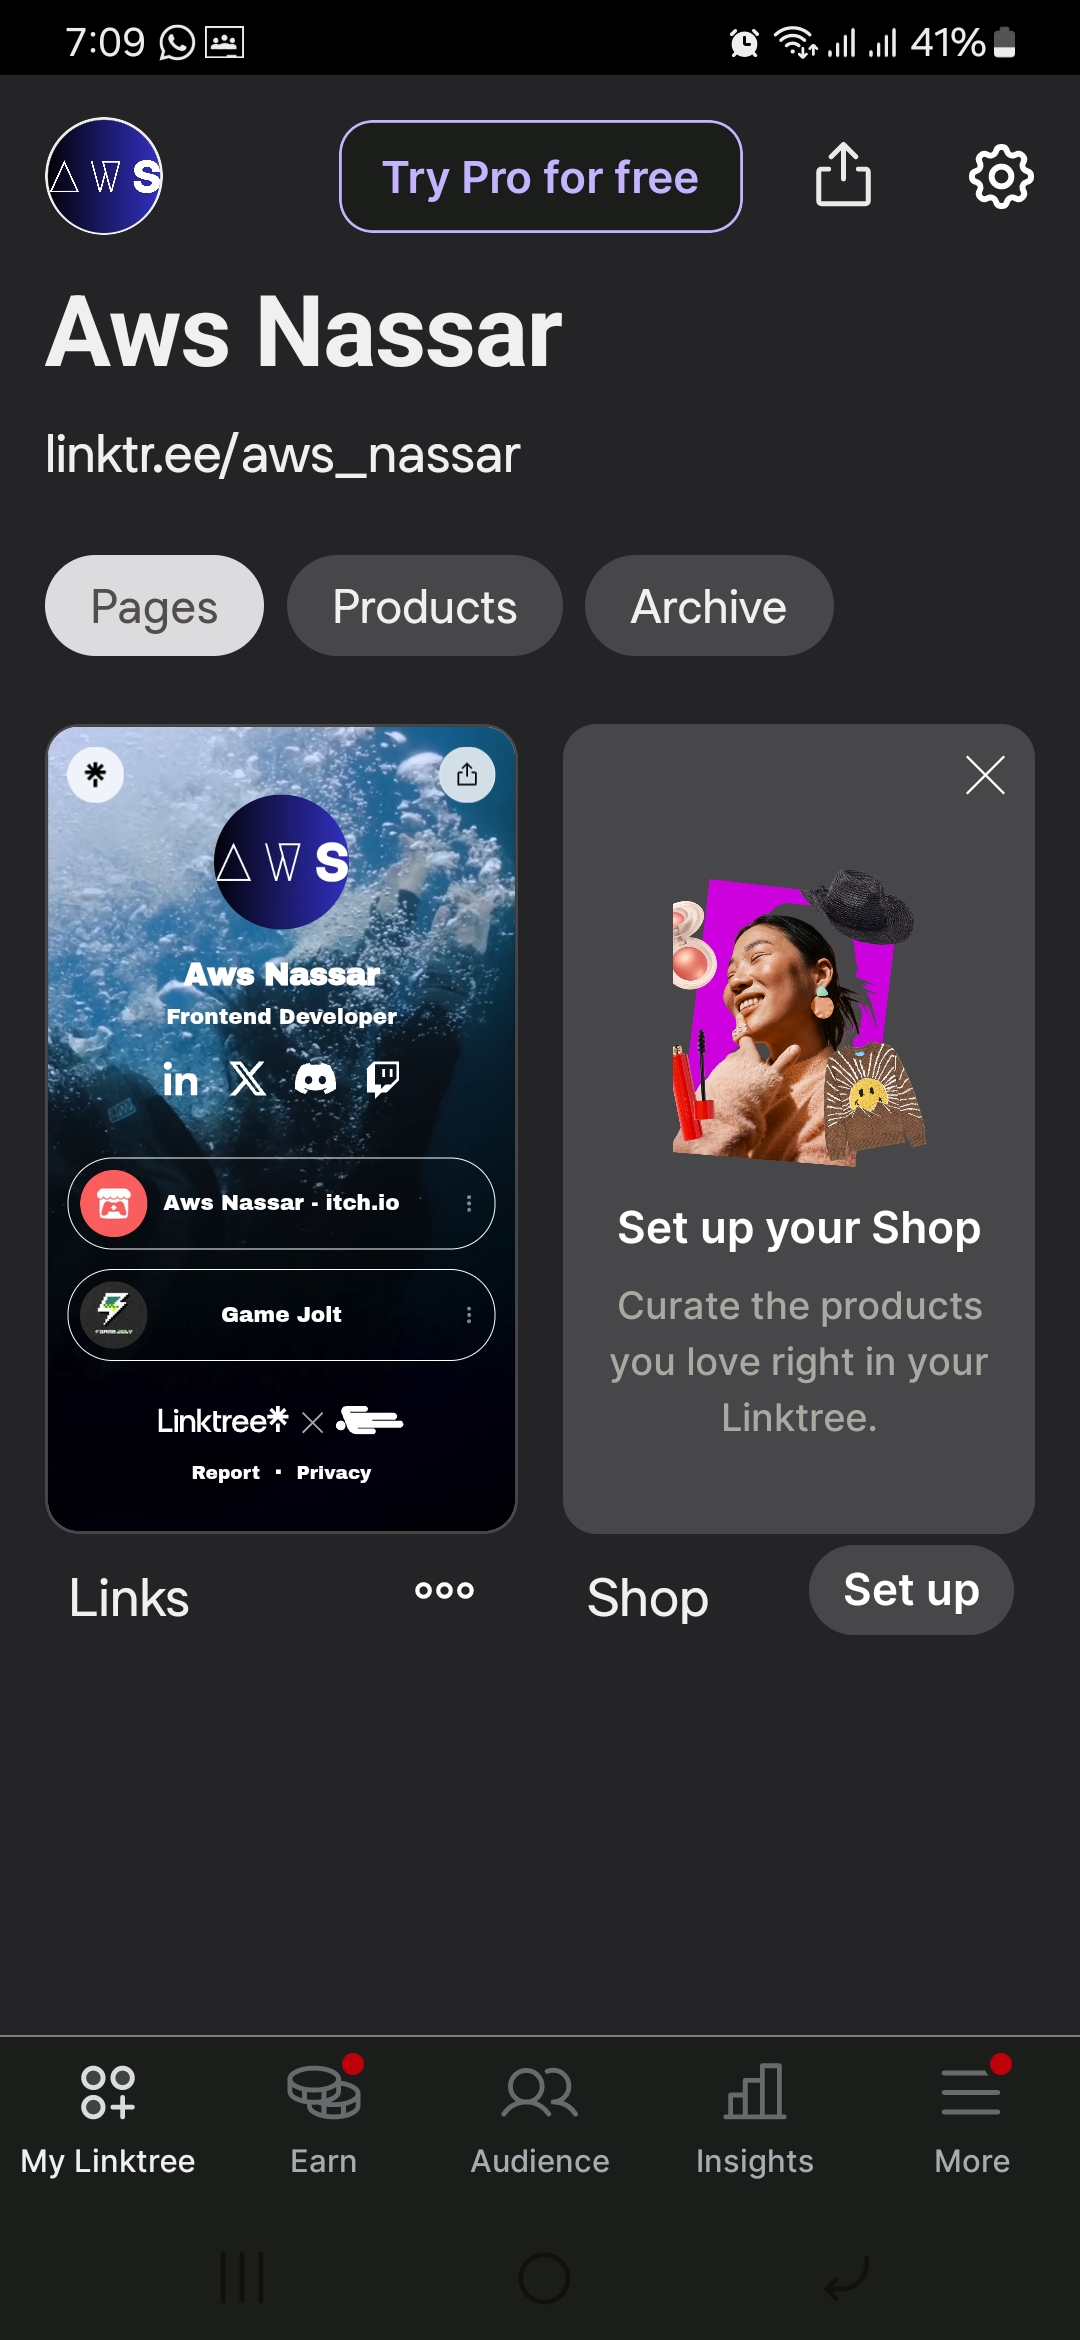 7:09
41%
AWS
Try Pro for free
Aws Nassar
linktr.ee/aws_nassar
Pages
Products
Archive
AWS
Aws Nassar
Frontend Developer
in
Aws Nassar - itch.io
Game Jolt
Linktree
Report · Privacy
Links
Set up your Shop
Curate the products
you love right in your
Linktree.
Shop
Set up
My Linktree
Earn
Audience
Insights
More